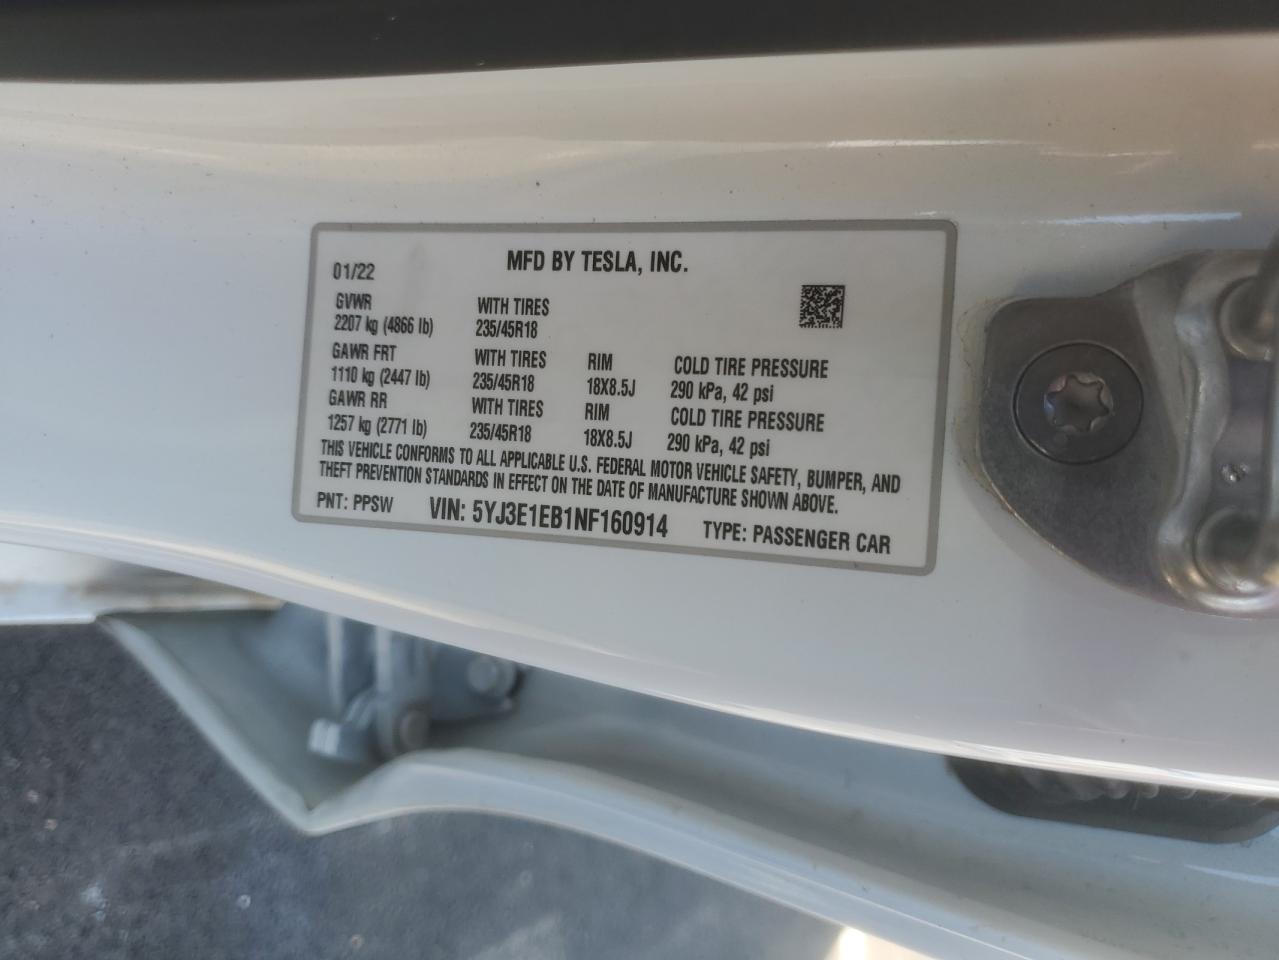 MFD BY TESLA, INC.
01/22
GVWR WITH TIRES
2207 kg (4866 lb) 235/45R18
GAWR FRT WITH TIRES RIM COLD TIRE PRESSURE
1110 kg (2447 lb) 235/45R18 18X8.5J 290 kPa, 42 psi
GAWR RR WITH TIRES RIM COLD TIRE PRESSURE
1257 kg (2771 lb) 235/45R18 18X8.5J 290 kPa, 42 psi
THIS VEHICLE CONFORMS TO ALL APPLICABLE U.S. FEDERAL MOTOR VEHICLE SAFETY, BUMPER, AND
THEFT PREVENTION STANDARDS IN EFFECT ON THE DATE OF MANUFACTURE SHOWN ABOVE.
PNT: PPSW VIN: 5YJ3E1EB1NF160914 TYPE: PASSENGER CAR